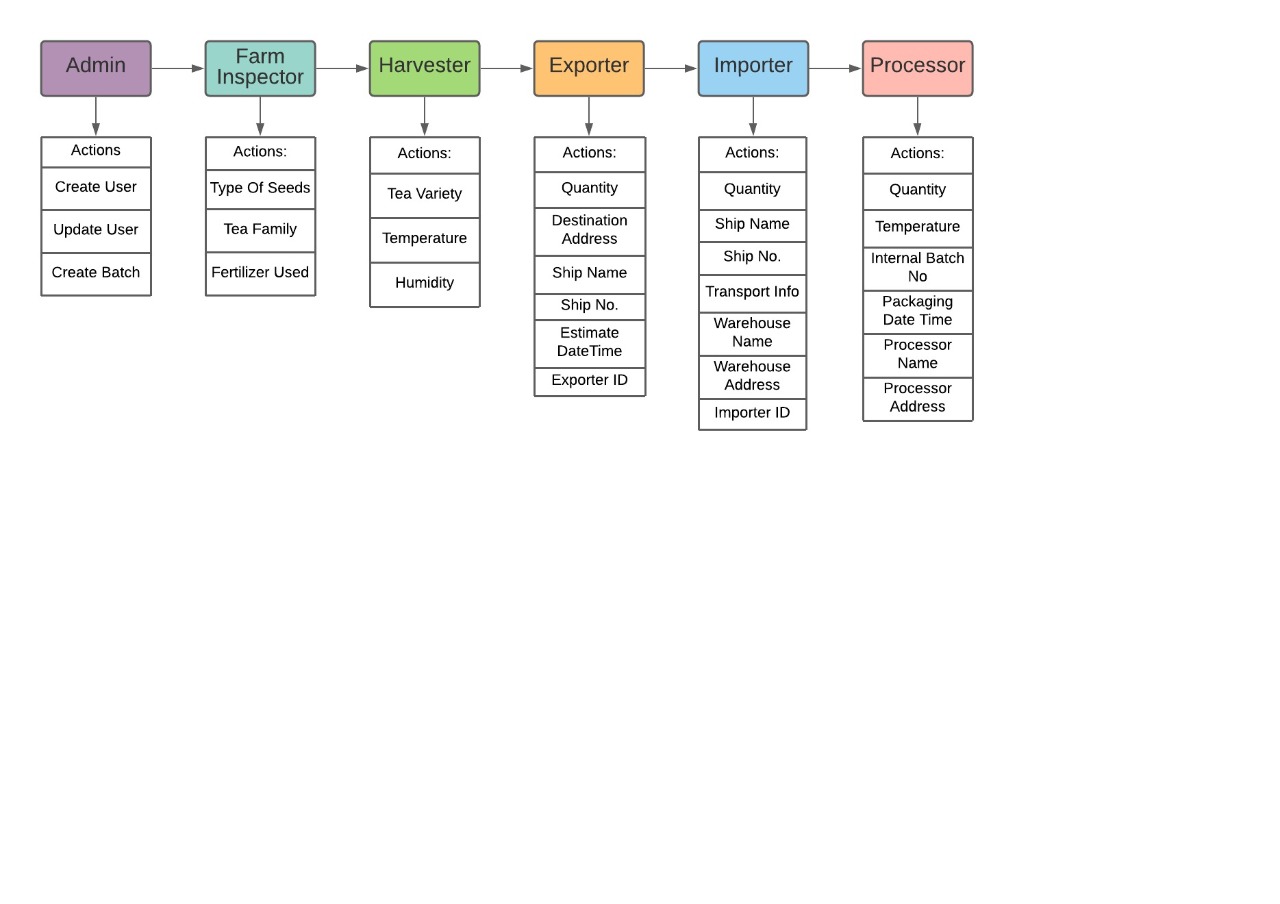 Admin
Farm
Inspector
Harvester
Exporter
Importer
Processor
Actions
Create User
Update User
Create Batch
Actions:
Type Of Seeds
Tea Family
Fertilizer Used
Actions:
Tea Variety
Temperature
Humidity
Actions:
Quantity
Destination
Address
Ship Name
Ship No.
Estimate
DateTime
Exporter ID
Actions:
Quantity
Ship Name
Ship No.
Transport Info
Warehouse
Name
Warehouse
Address
Importer ID
Actions:
Quantity
Temperature
Internal Batch
No
Packaging
Date Time
Processor
Name
Processor
Address